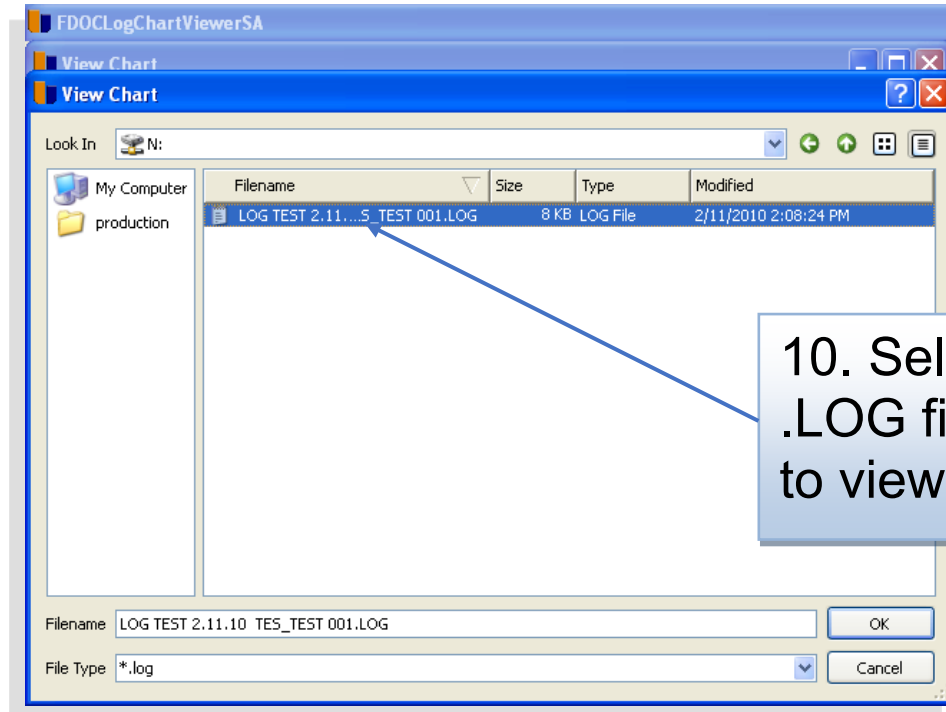 FDOCLogChartViewerSA
View Chart
View Chart
Look In N:
My Computer
production
Filename Size Type Modified
LOG TEST 2.11....S_TEST 001.LOG 8 KB LOG File 2/11/2010 2:08:24 PM
10. Sel
.LOG fi
to view
Filename LOG TEST 2.11.10 TES_TEST 001.LOG OK
File Type *.log Cancel